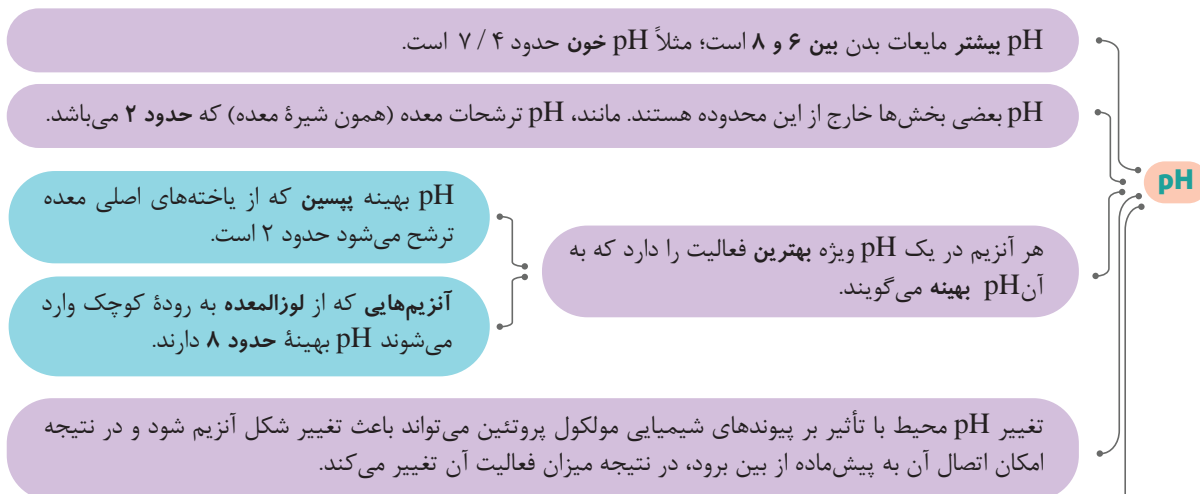 pH بیشتر مایعات بدن بین ۶ و ۸ است؛ مثلاً pH خون حدود ۷/۴ است.
pH بعضی بخش‌ها خارج از این محدوده هستند. مانند، pH ترشحات معده (همون شیرهٔ معده) که حدود ۲ می‌باشد.
pH
هر آنزیم در یک pH ویژه بهترین فعالیت را دارد که به
آن pH بهینه می‌گویند.
pH بهینه پپسین که از یاخته‌های اصلی معده
ترشح می‌شود حدود ۲ است.
آنزیم‌هایی که از لوزالمعده به رودهٔ کوچک وارد
می‌شوند pH بهینهٔ حدود ۸ دارند.
تغییر pH محیط با تأثیر بر پیوندهای شیمیایی مولکول پروتئین می‌تواند باعث تغییر شکل آنزیم شود و در نتیجه
امکان اتصال آن به پیش‌ماده از بین برود، در نتیجه میزان فعالیت آن تغییر می‌کند.